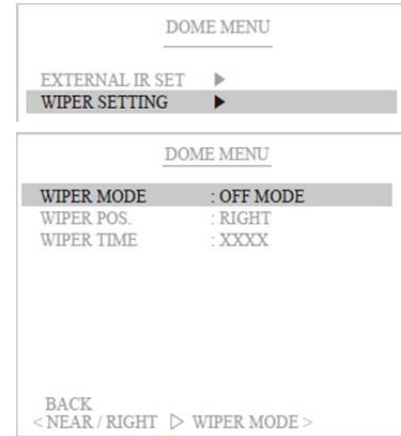 DOME MENU
EXTERNAL IR SET ▶
WIPER SETTING ▶
DOME MENU
WIPER MODE : OFF MODE
WIPER POS. : RIGHT
WIPER TIME : XXXX
BACK
< NEAR / RIGHT ▷ WIPER MODE >